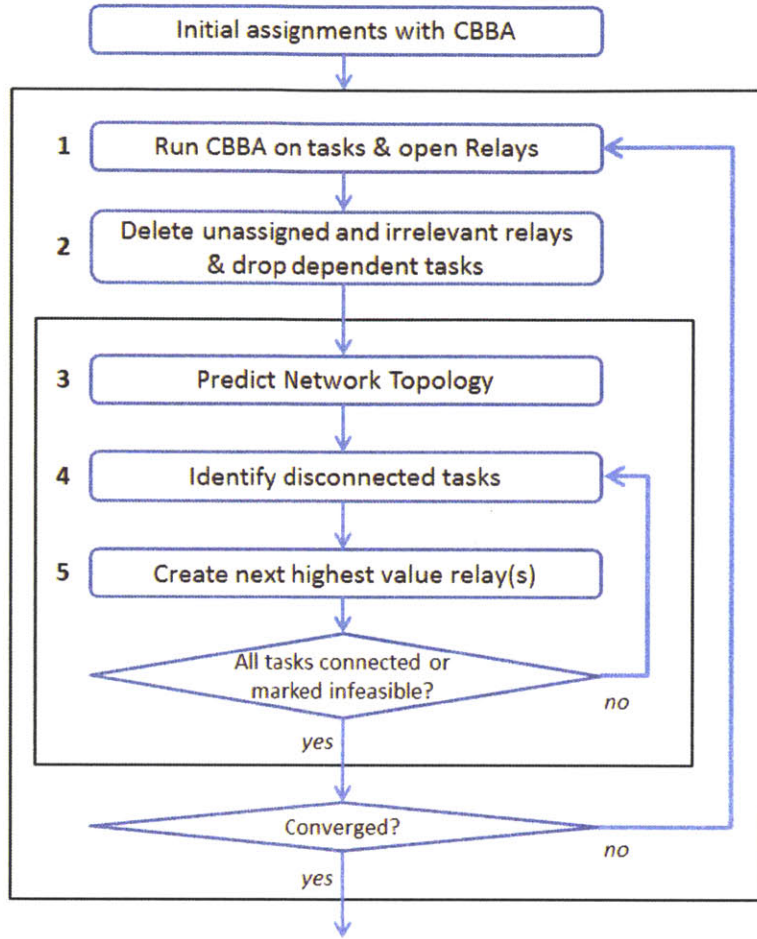 Initial assignments with CBBA
1
Run CBBA on tasks & open Relays
2
Delete unassigned and irrelevant relays
& drop dependent tasks
3
Predict Network Topology
4
Identify disconnected tasks
5
Create next highest value relay(s)
All tasks connected or
marked infeasible?
no
yes
Converged?
no
yes